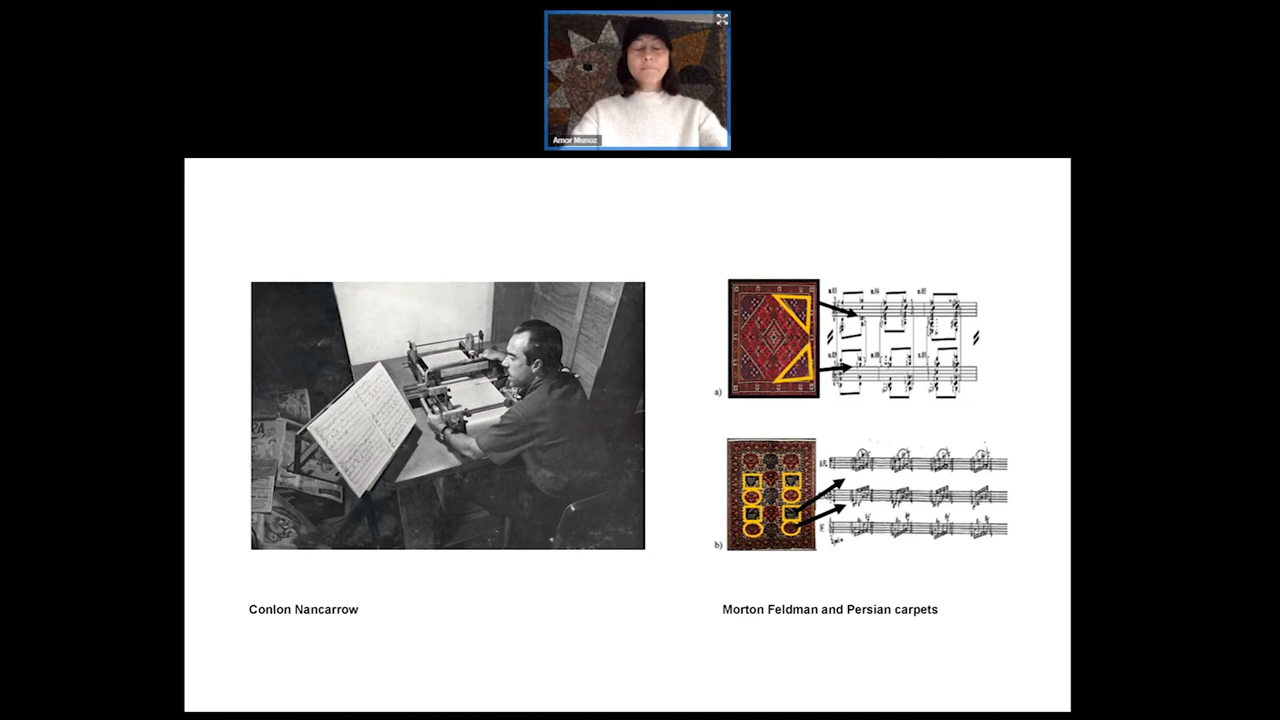 Amor Munoz
a)
b)
Conlon Nancarrow
Morton Feldman and Persian carpets